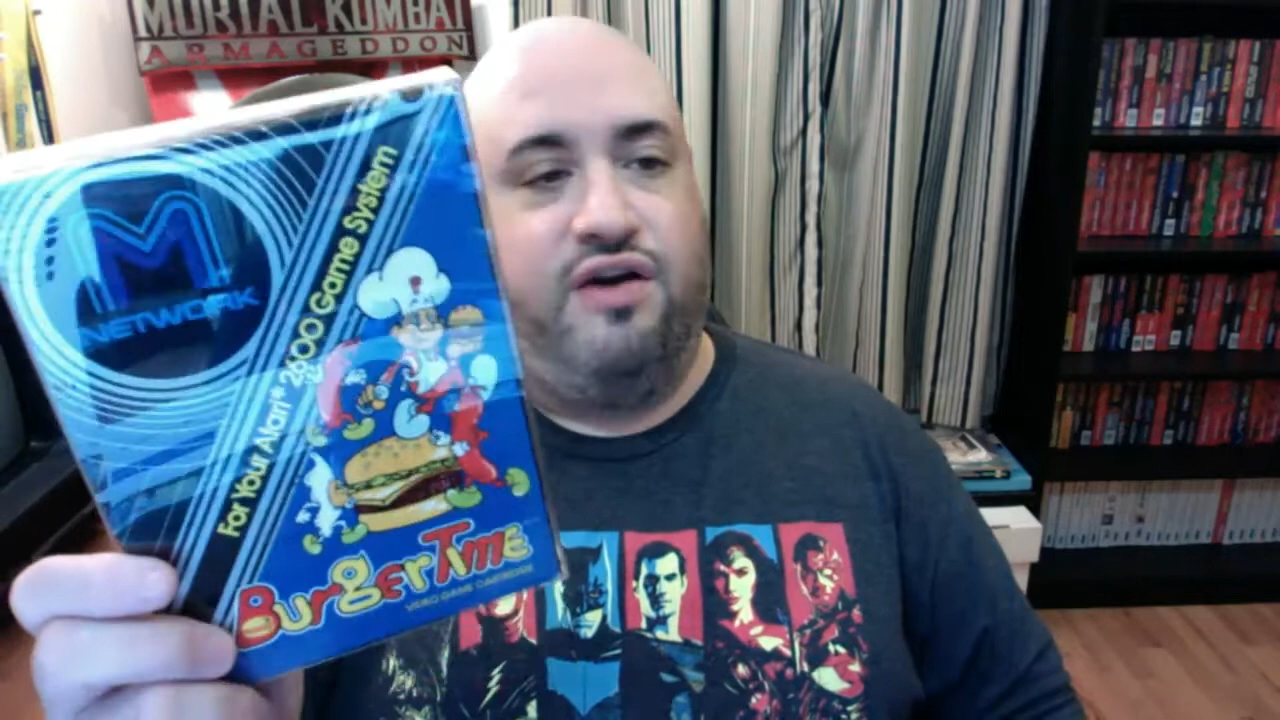 MORTAL KOMBAT
ARMAGEDDON
M
NETWORK
For Your Atari® 2600 Game System
BurgerTime
VIDEO GAME CARTRIDGE